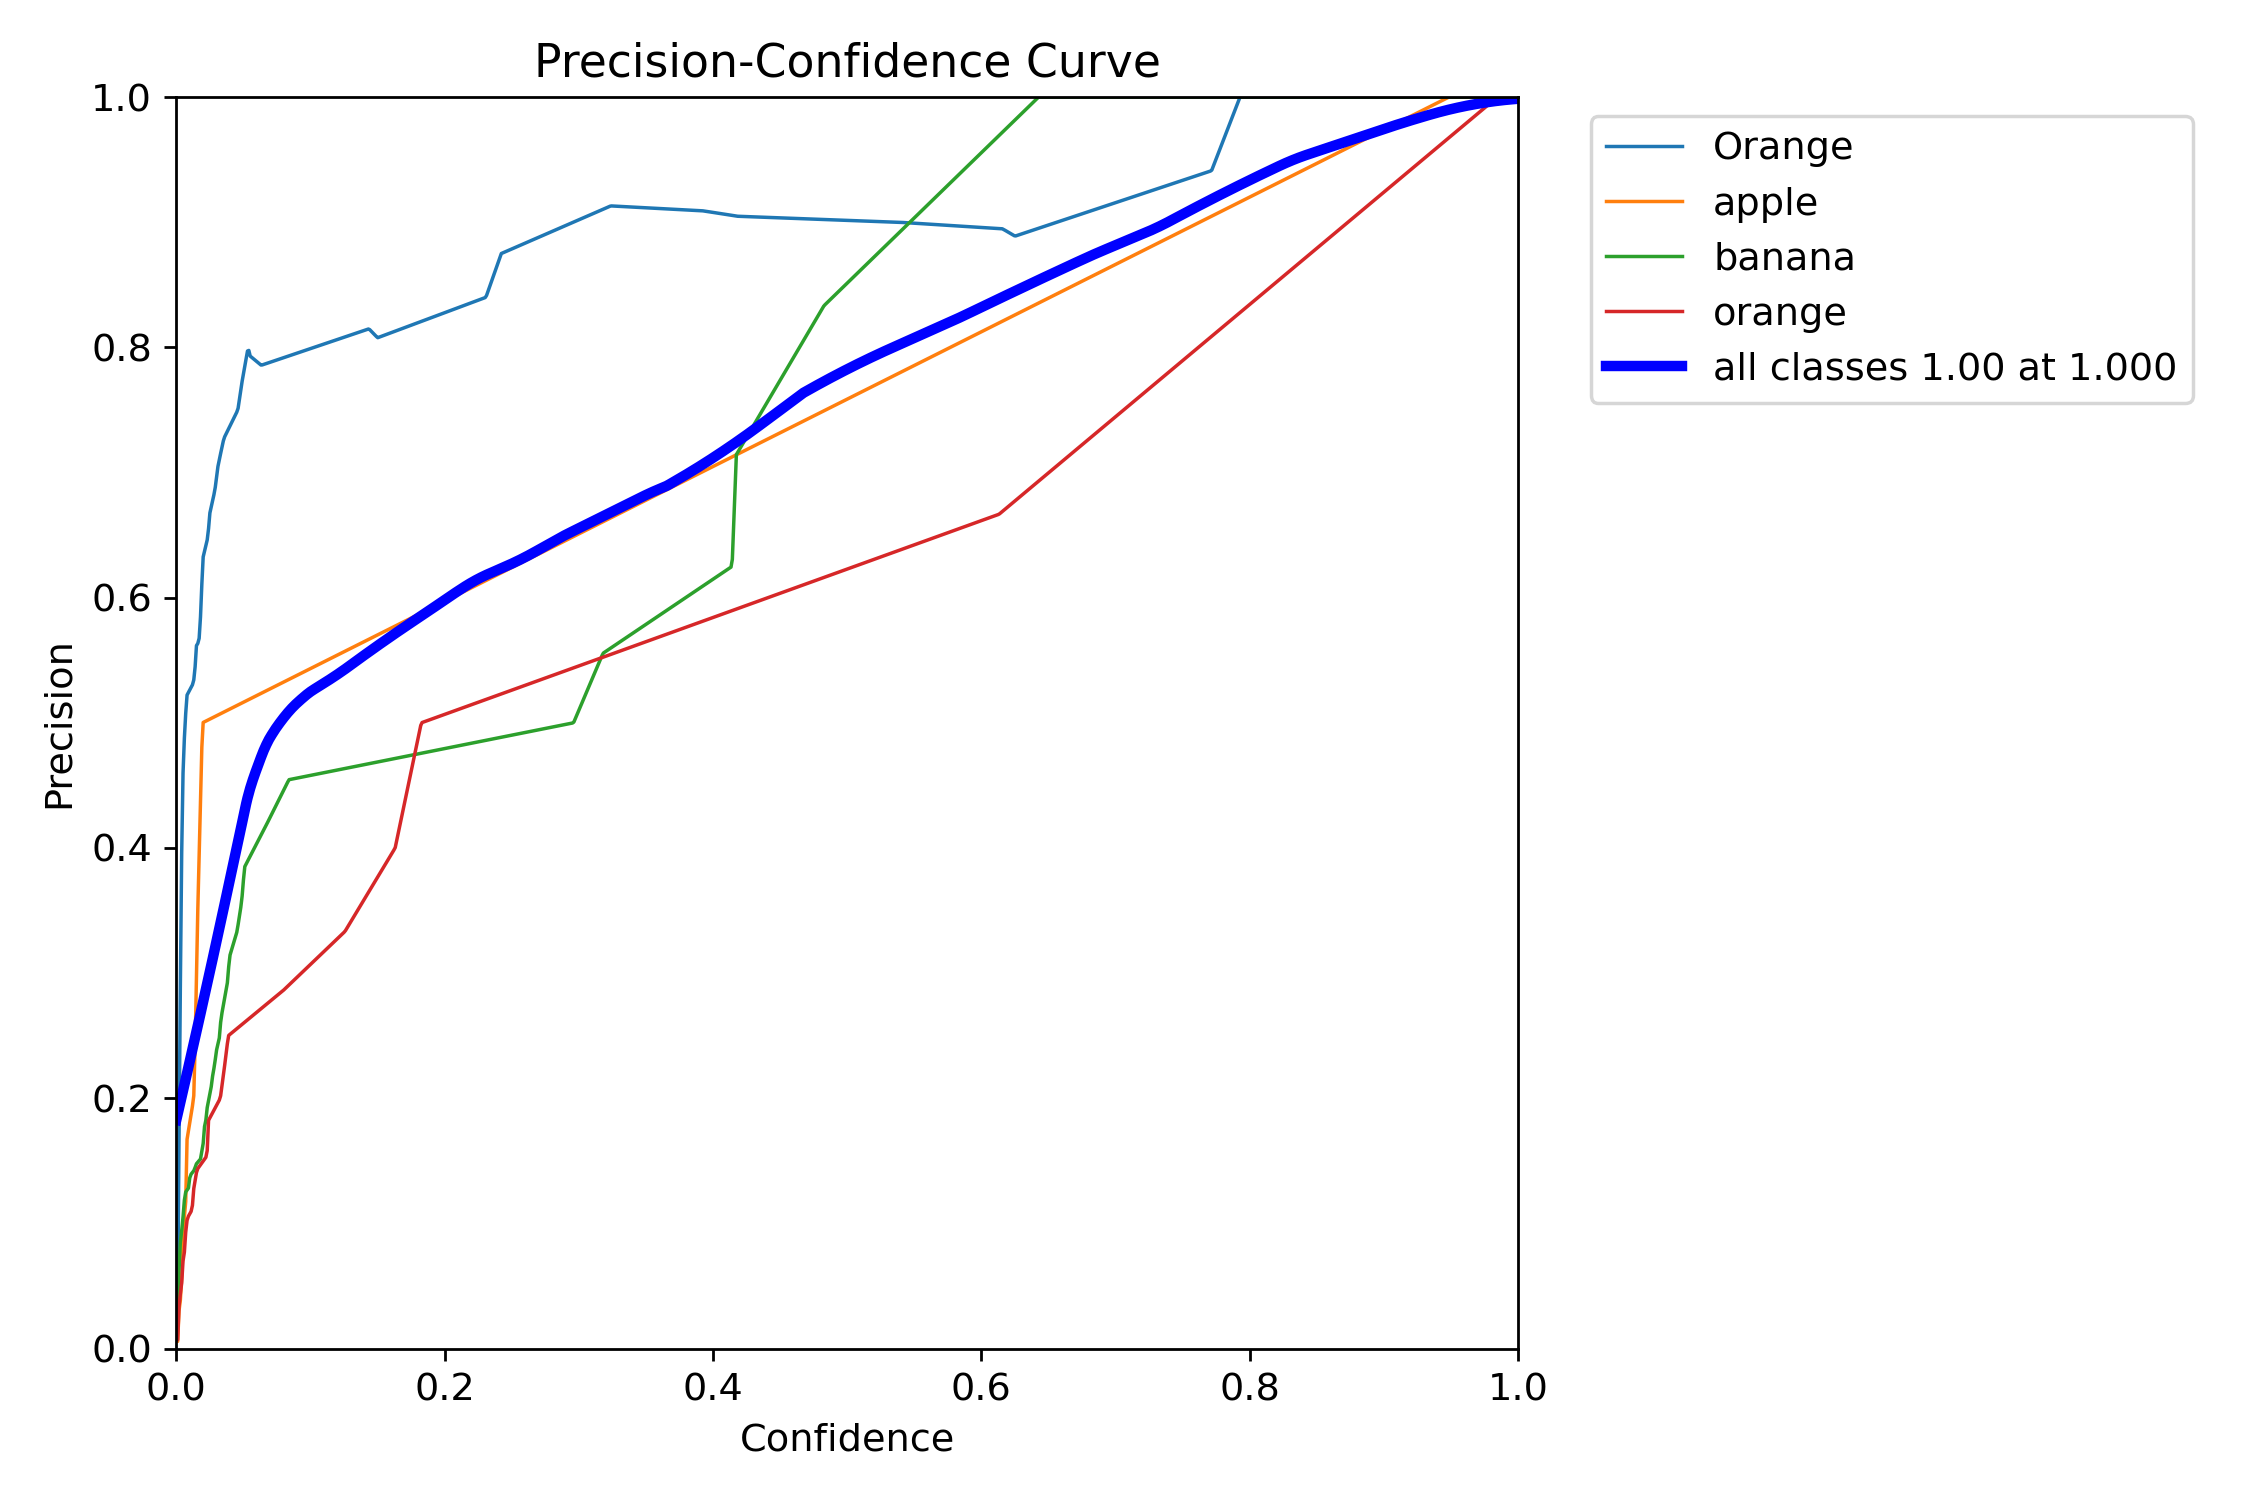 Precision-Confidence Curve
1.0
0.8
0.6
0.4
0.2
0.0
Precision
0.0 0.2 0.4 0.6 0.8 1.0
Confidence
Orange
apple
banana
orange
all classes 1.00 at 1.000